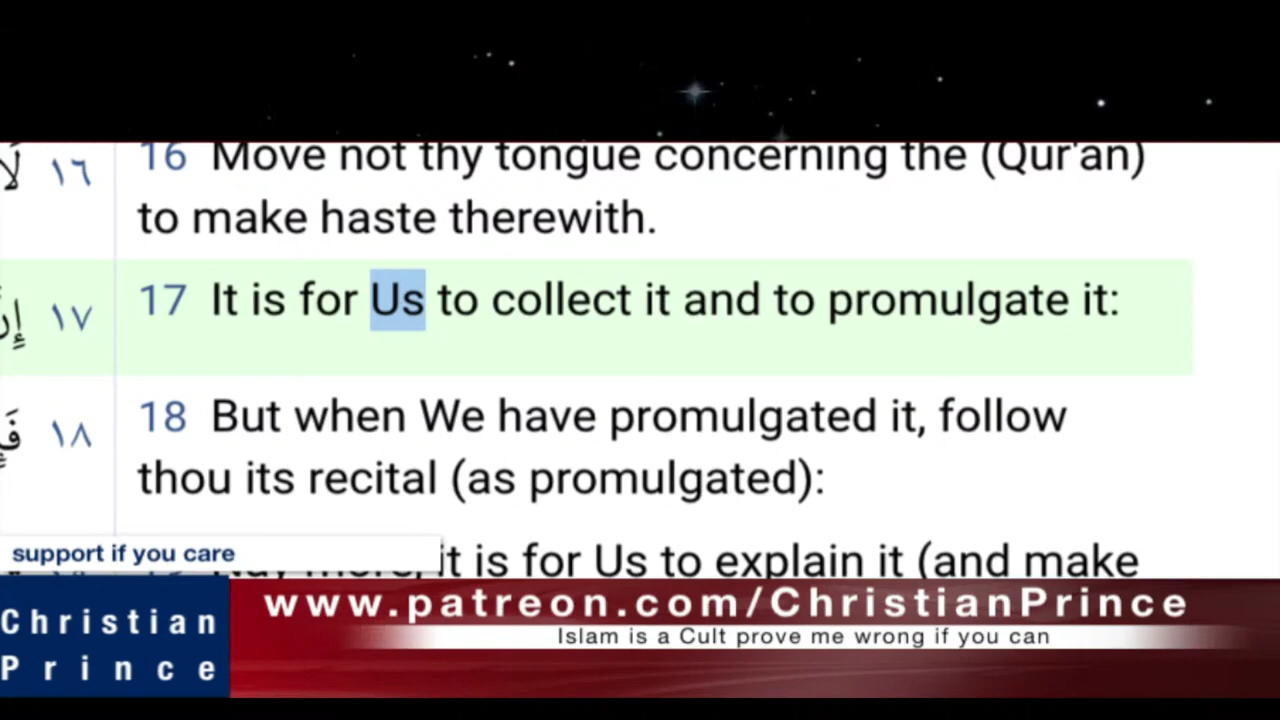 لَا ١٦ 16 Move not thy tongue concerning the (Qur'an)
to make haste therewith.
١٧ 17 It is for Us to collect it and to promulgate it:
١٨ 18 But when We have promulgated it, follow
thou its recital (as promulgated):
it is for Us to explain it (and make
support if you care
Christian
Prince
www.patreon.com/ChristianPrince
Islam is a Cult prove me wrong if you can